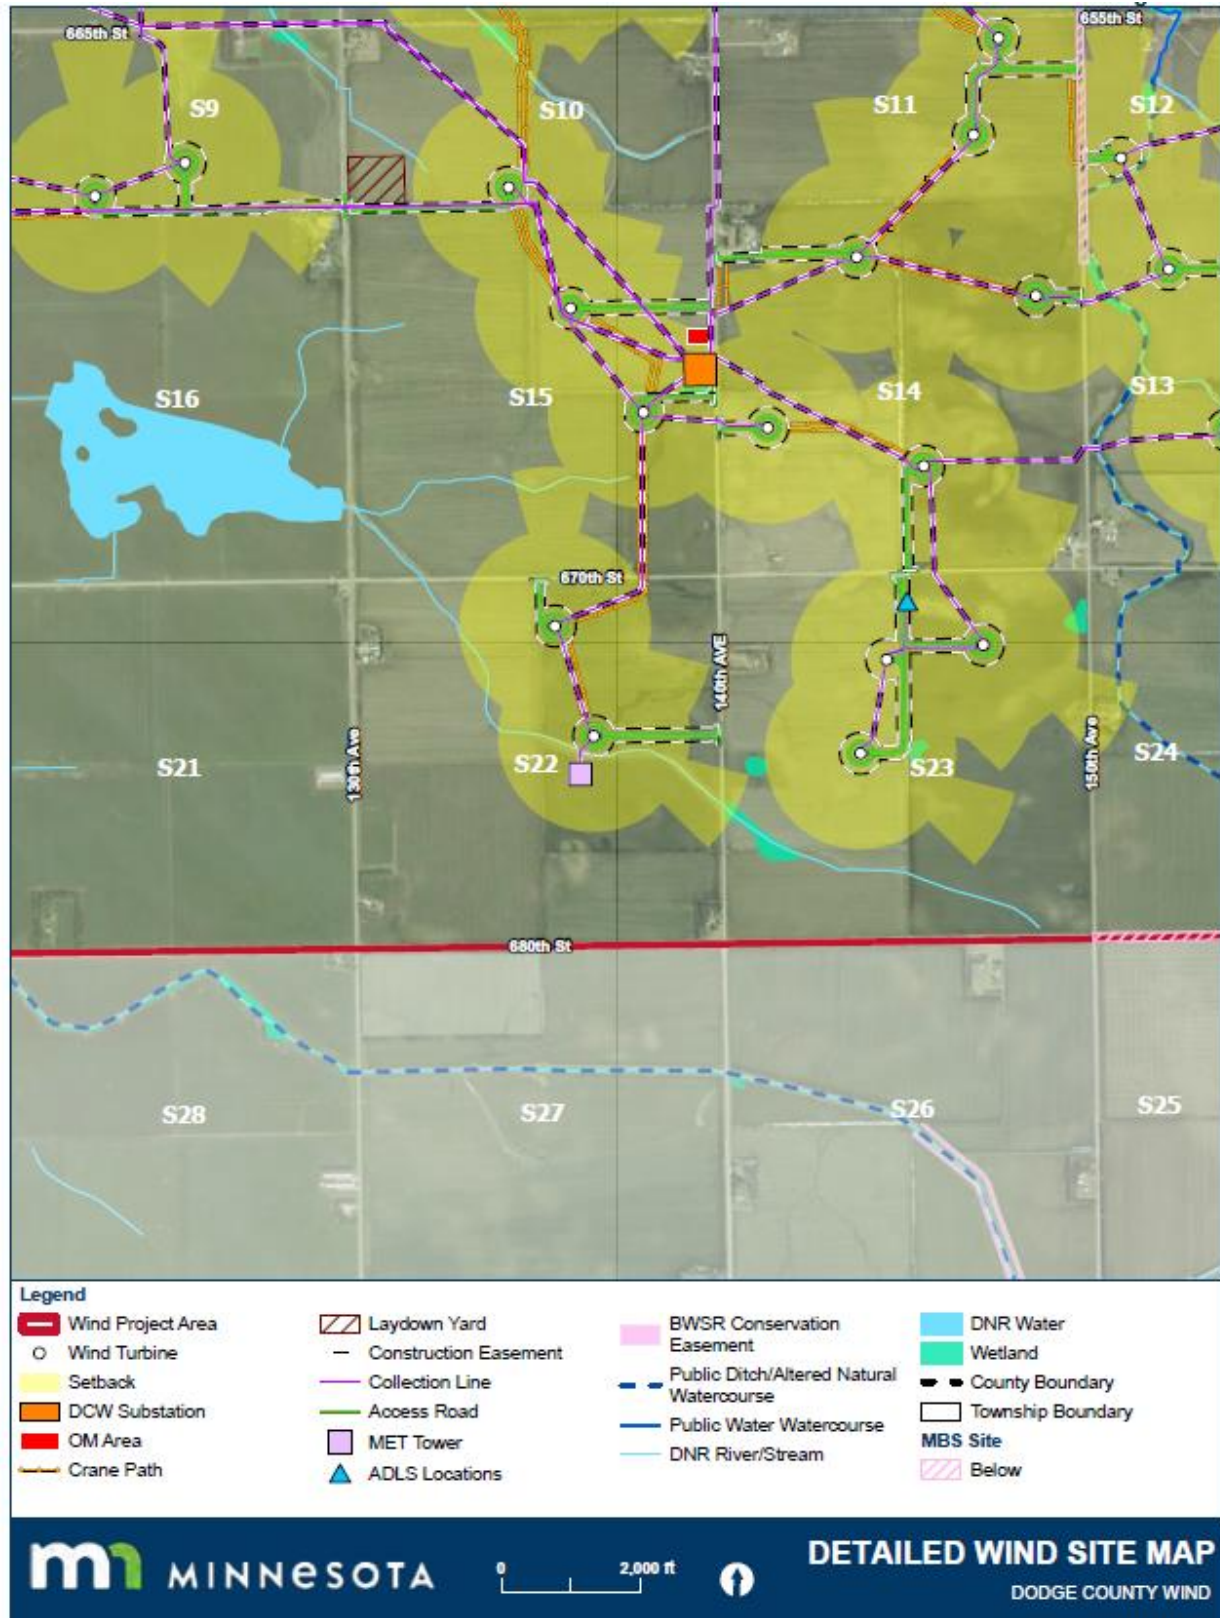 665th St
655th St
S9
S10
S11
S12
S16
S15
S14
S13
670th St
140th AVE
130th Ave
150th Ave
S21
S22
S23
S24
680th St
S28
S27
S26
S25
Legend
Wind Project Area
Wind Turbine
Setback
DCW Substation
OM Area
Crane Path
Laydown Yard
Construction Easement
Collection Line
Access Road
MET Tower
ADLS Locations
BWSR Conservation
Easement
Public Ditch/Altered Natural
Watercourse
Public Water Watercourse
DNR River/Stream
DNR Water
Wetland
County Boundary
Township Boundary
MBS Site
Below
mn MINNESOTA
0 2,000 ft
DETAILED WIND SITE MAP
DODGE COUNTY WIND